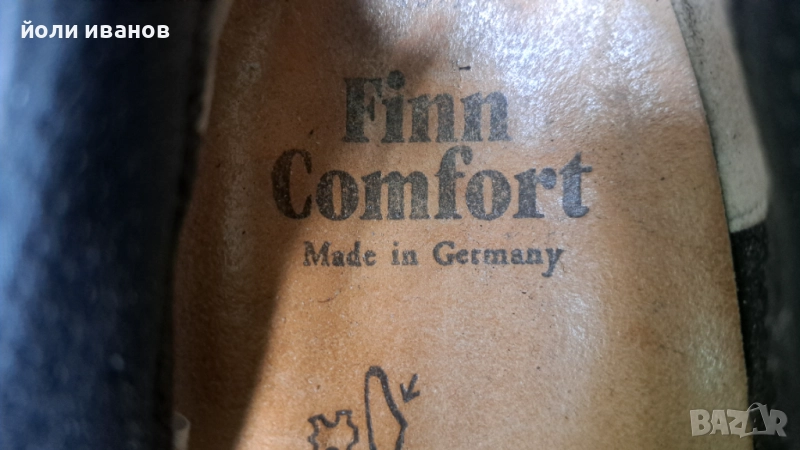 йоли иванов
Finn
Comfort
Made in Germany
BAZAR